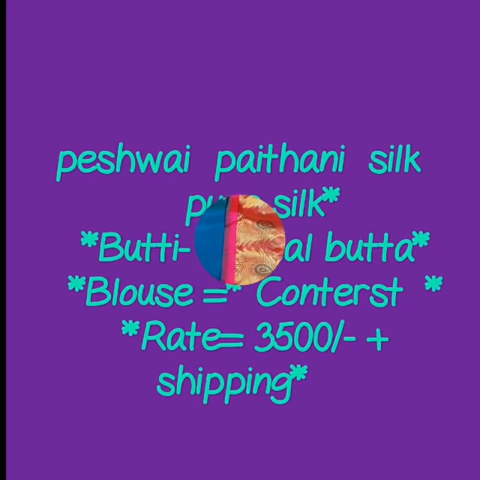 peshwai paithani silk
silk*
*Butti- butta*
*Blouse =* Conterst *
*Rate= 3500/- +
shipping*